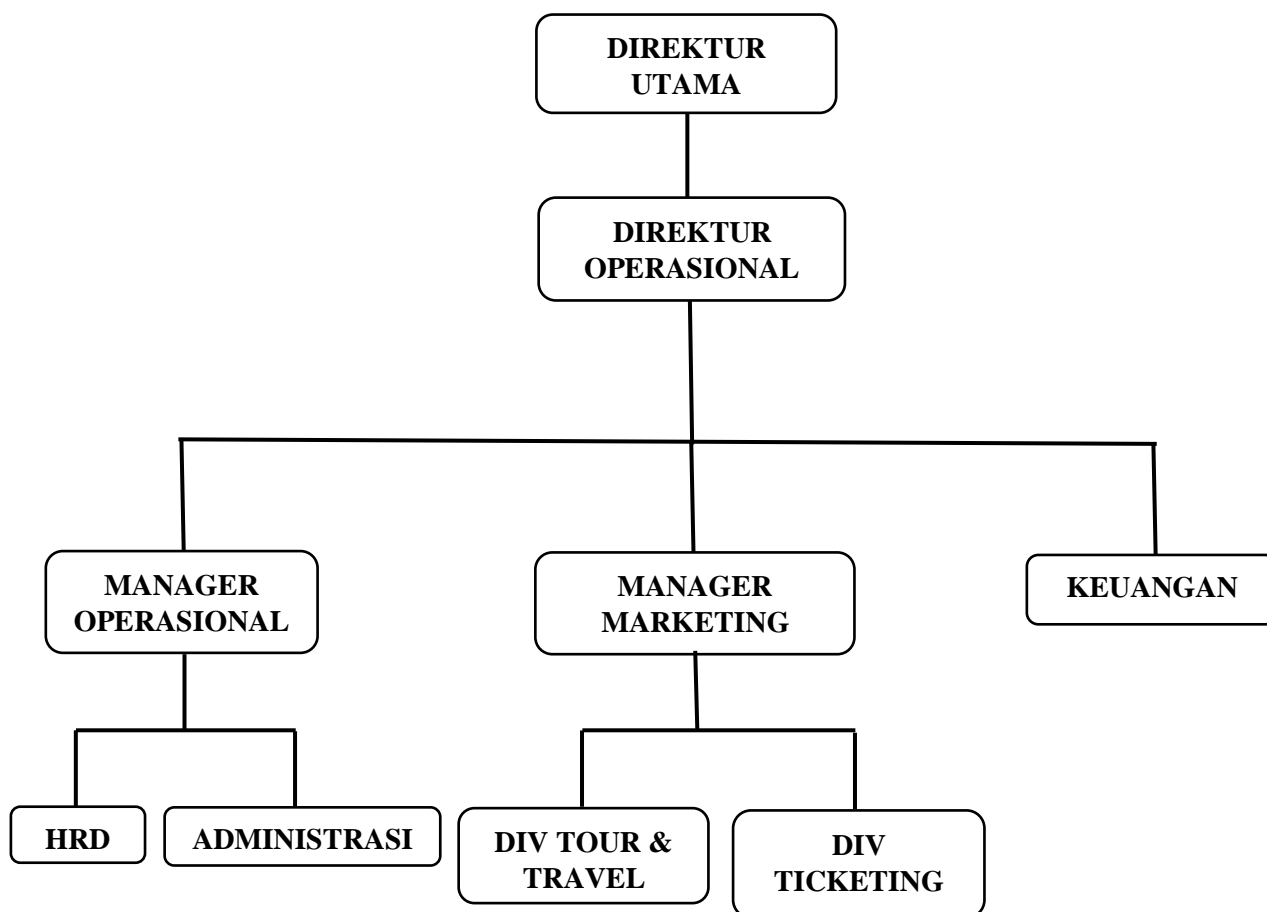 DIREKTUR
UTAMA
DIREKTUR
OPERASIONAL
MANAGER
OPERASIONAL
MANAGER
MARKETING
KEUANGAN
HRD
ADMINISTRASI
DIV TOUR &
TRAVEL
DIV
TICKETING